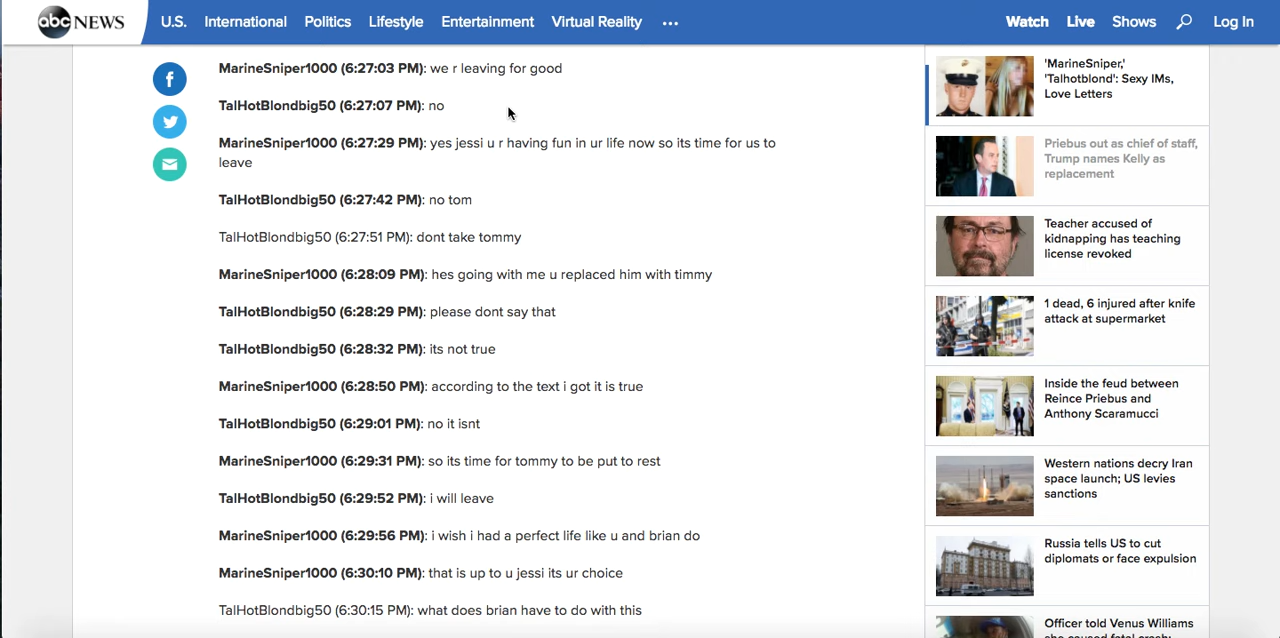 abc NEWS
U.S. International Politics Lifestyle Entertainment Virtual Reality ...
Watch Live Shows Log In
MarineSniper1000 (6:27:03 PM): we r leaving for good
TalHotBlondbig50 (6:27:07 PM): no
MarineSniper1000 (6:27:29 PM): yes jessi u r having fun in ur life now so its time for us to
leave
TalHotBlondbig50 (6:27:42 PM): no tom
TalHotBlondbig50 (6:27:51 PM): dont take tommy
MarineSniper1000 (6:28:09 PM): hes going with me u replaced him with timmy
TalHotBlondbig50 (6:28:29 PM): please dont say that
TalHotBlondbig50 (6:28:32 PM): its not true
MarineSniper1000 (6:28:50 PM): according to the text i got it is true
TalHotBlondbig50 (6:29:01 PM): no it isnt
MarineSniper1000 (6:29:31 PM): so its time for tommy to be put to rest
TalHotBlondbig50 (6:29:52 PM): i will leave
MarineSniper1000 (6:29:56 PM): i wish i had a perfect life like u and brian do
MarineSniper1000 (6:30:10 PM): that is up to u jessi its ur choice
TalHotBlondbig50 (6:30:15 PM): what does brian have to do with this
'MarineSniper,'
'Talhotblond': Sexy IMs,
Love Letters
Priebus out as chief of staff,
Trump names Kelly as
replacement
Teacher accused of
kidnapping has teaching
license revoked
1 dead, 6 injured after knife
attack at supermarket
Inside the feud between
Reince Priebus and
Anthony Scaramucci
Western nations decry Iran
space launch; US levies
sanctions
Russia tells US to cut
diplomats or face expulsion
Officer told Venus Williams
she caused fatal crash;